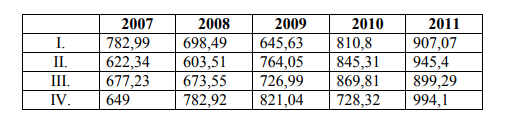 2007 2008 2009 2010 2011
I. 782,99 698,49 645,63 810,8 907,07
II. 622,34 603,51 764,05 845,31 945,4
III. 677,23 673,55 726,99 869,81 899,29
IV. 649 782,92 821,04 728,32 994,1